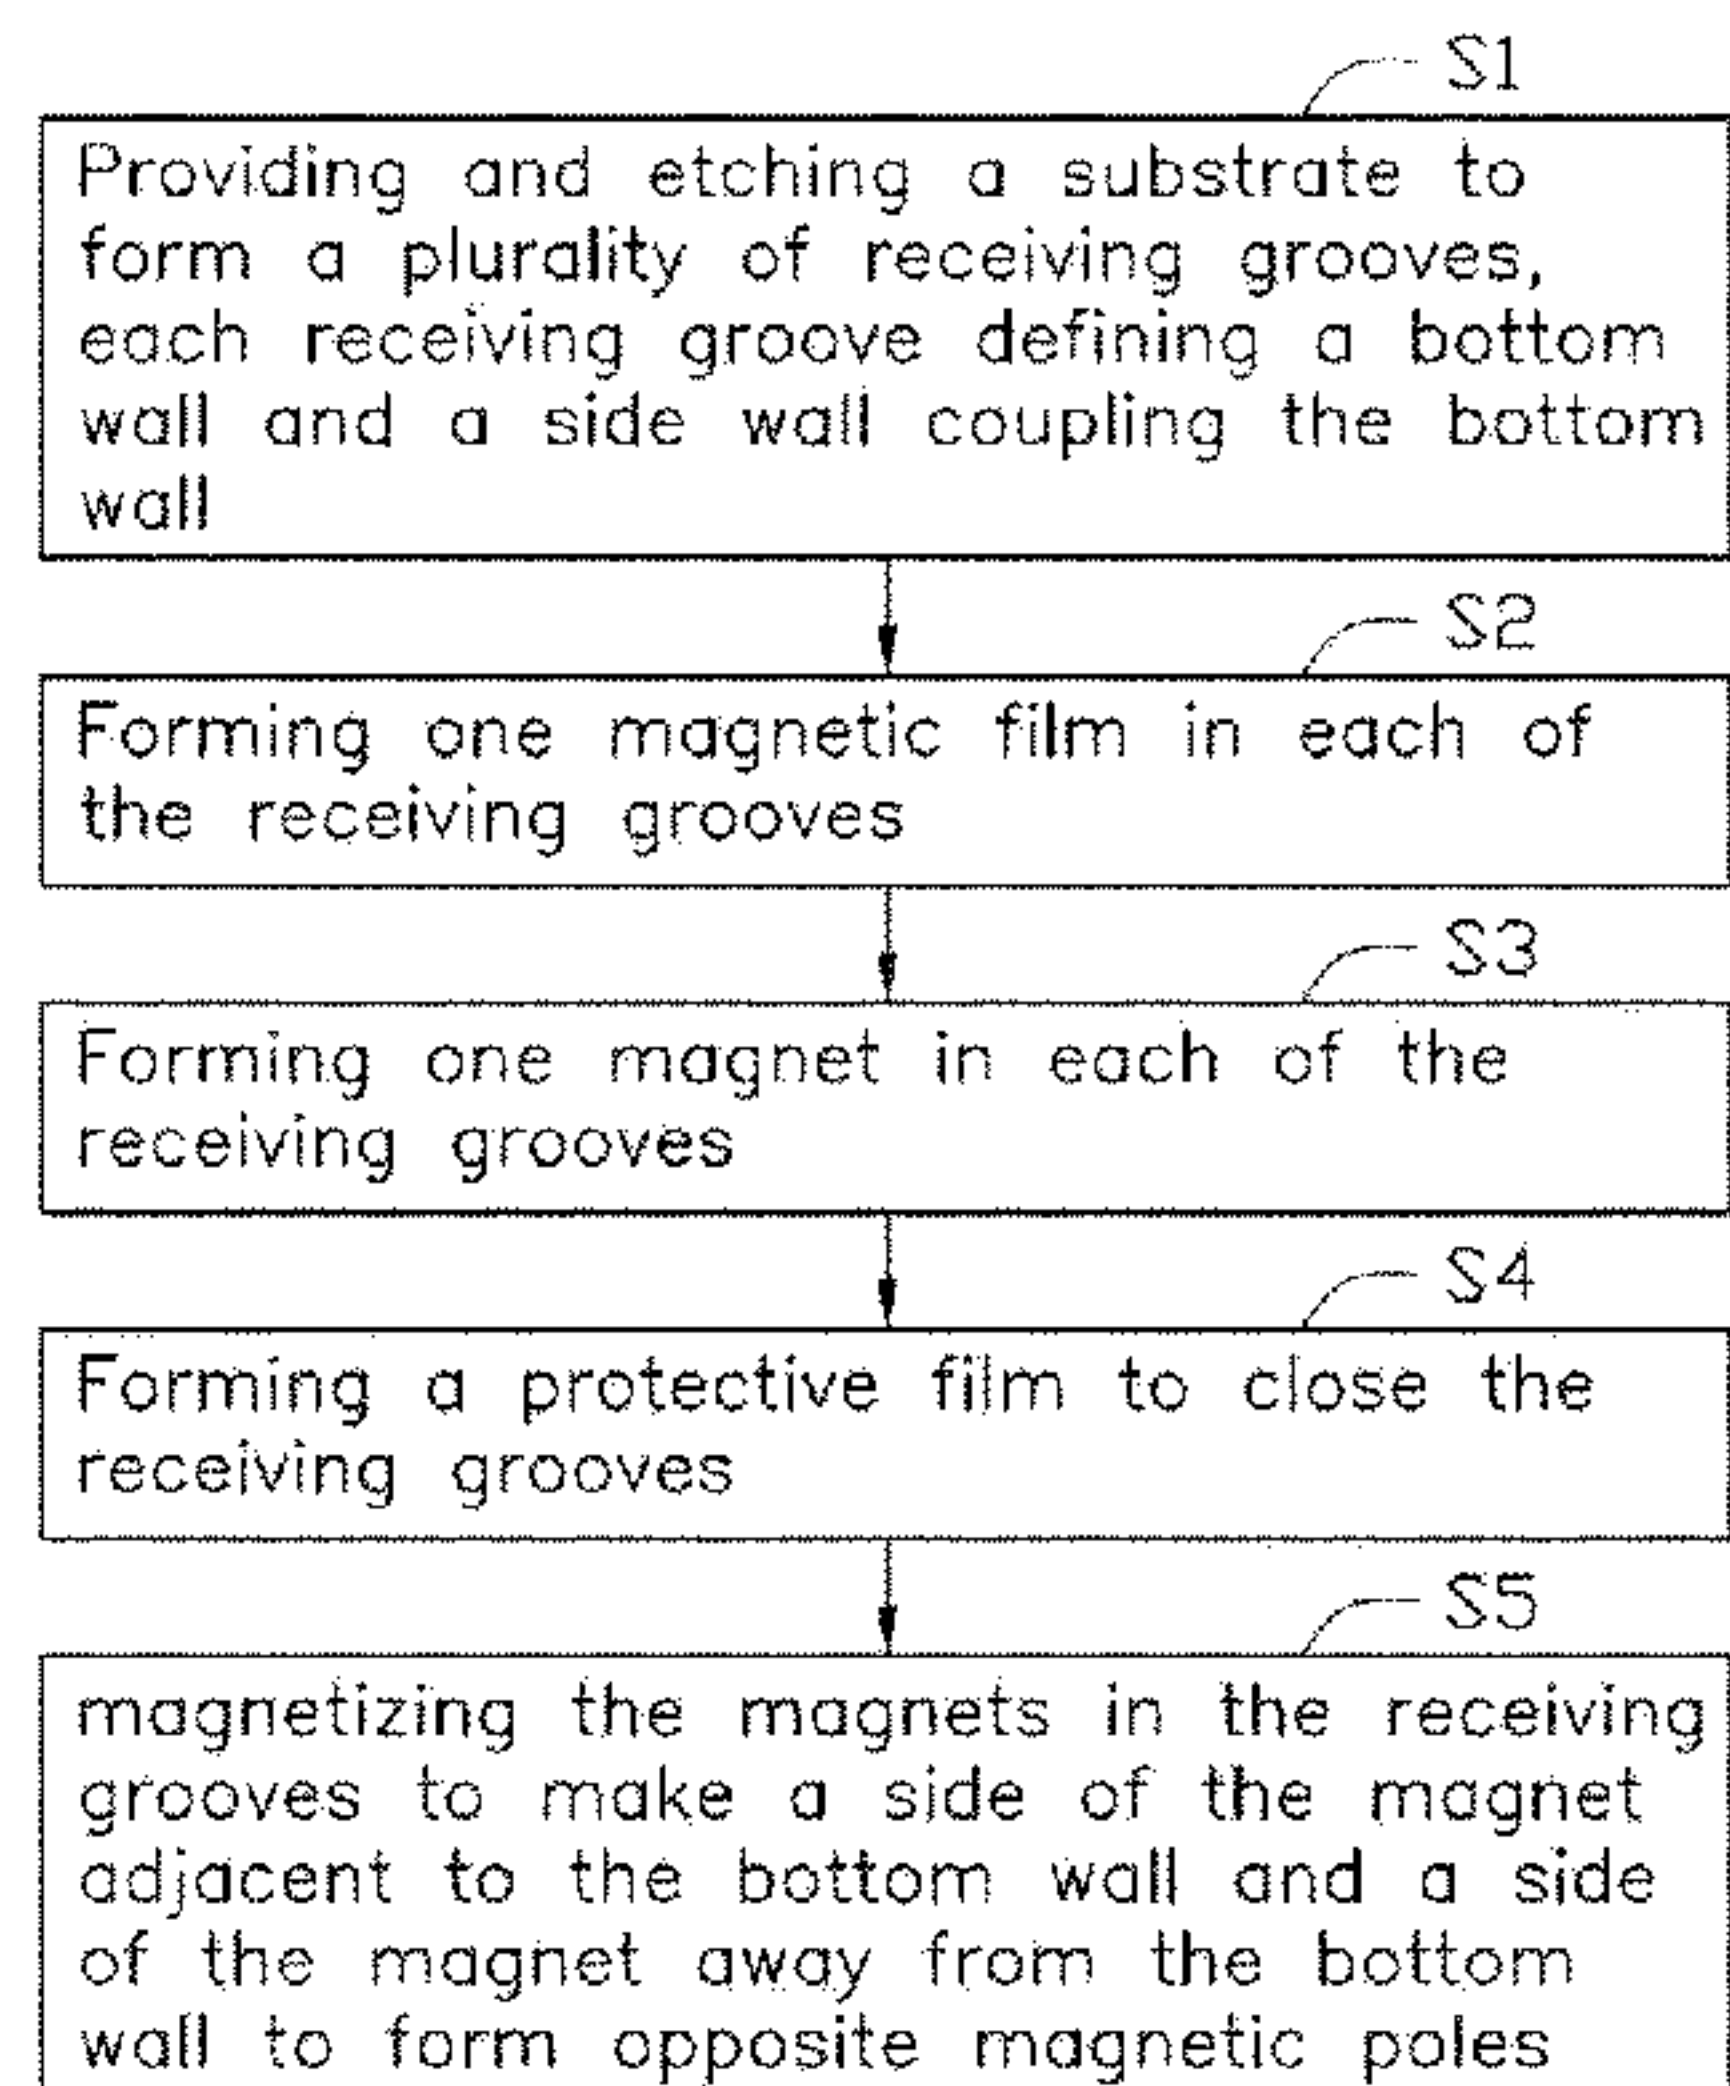 S1
Providing and etching a substrate to
form a plurality of receiving grooves,
each receiving groove defining a bottom
wall and a side wall coupling the bottom
wall
S2
Forming one magnetic film in each of
the receiving grooves
S3
Forming one magnet in each of the
receiving grooves
S4
Forming a protective film to close the
receiving grooves
S5
magnetizing the magnets in the receiving
grooves to make a side of the magnet
adjacent to the bottom wall and a side
of the magnet away from the bottom
wall to form opposite magnetic poles